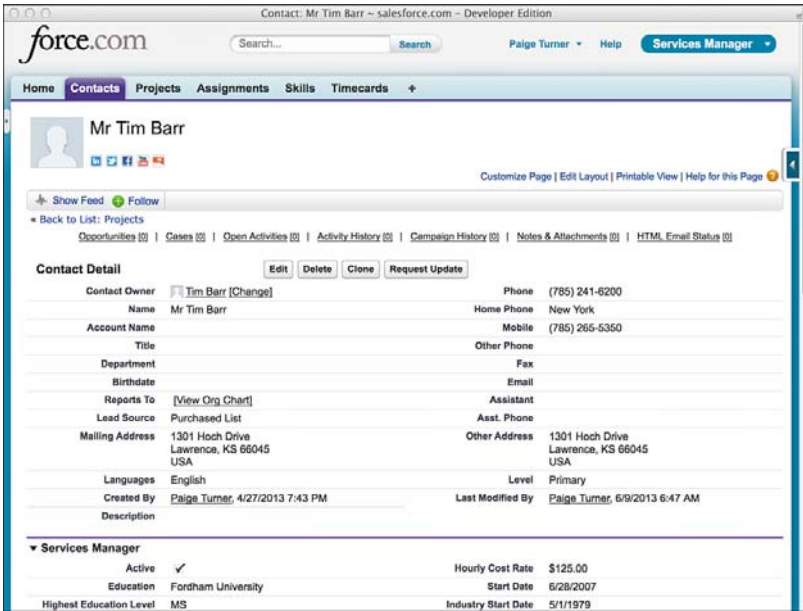 Contact: Mr Tim Barr ~ salesforce.com - Developer Edition
force.com Search... Search Paige Turner Help Services Manager
Home Contacts Projects Assignments Skills Timecards +
Mr Tim Barr
Customize Page | Edit Layout | Printable View | Help for this Page ?
Show Feed Follow
« Back to List: Projects
Opportunities [0] | Cases [0] | Open Activities [0] | Activity History [0] | Campaign History [0] | Notes & Attachments [0] | HTML Email Status [0]
Contact Detail Edit Delete Clone Request Update
Contact Owner Tim Barr [Change] Phone (785) 241-6200
Name Mr Tim Barr Home Phone New York
Account Name Mobile (785) 265-5350
Title Other Phone
Department Fax
Birthdate Email
Reports To [View Org Chart] Assistant
Lead Source Purchased List Asst. Phone
Mailing Address 1301 Hoch Drive Other Address 1301 Hoch Drive
Lawrence, KS 66045 Lawrence, KS 66045
USA USA
Languages English Level Primary
Created By Paige Turner, 4/27/2013 7:43 PM Last Modified By Paige Turner, 6/9/2013 6:47 AM
Description
Services Manager
Active ✓ Hourly Cost Rate $125.00
Education Fordham University Start Date 6/28/2007
Highest Education Level MS Industry Start Date 5/1/1979